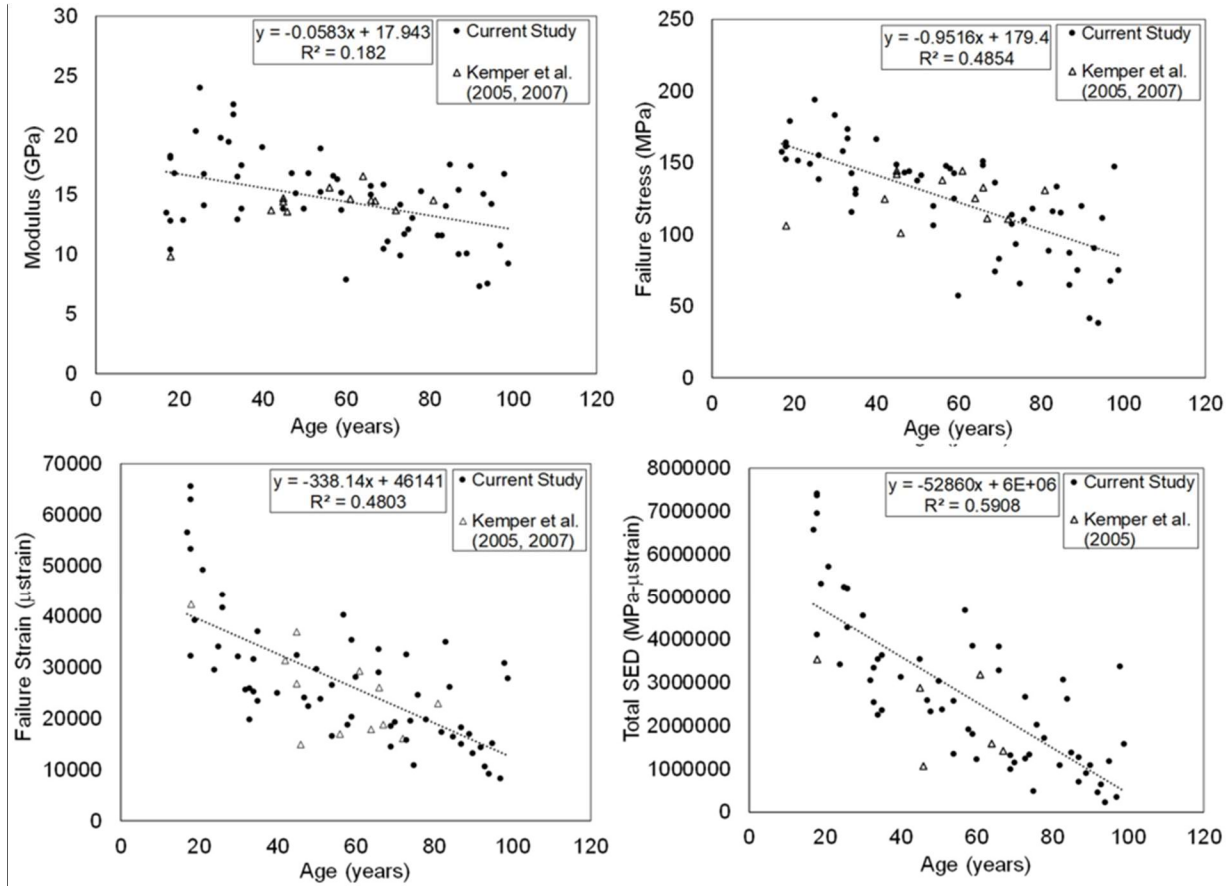 30
25
20
15
10
5
0
Modulus (GPa)
y = -0.0583x + 17.943
R² = 0.182
Current Study
Kemper et al.
(2005, 2007)
0 20 40 60 80 100 120
Age (years)
250
200
150
100
50
0
Failure Stress (MPa)
y = -0.9516x + 179.4
R² = 0.4854
Current Study
Kemper et al.
(2005, 2007)
0 20 40 60 80 100 120
Age (years)
70000
60000
50000
40000
30000
20000
10000
0
Failure Strain (μstrain)
y = -338.14x + 46141
R² = 0.4803
Current Study
Kemper et al.
(2005, 2007)
0 20 40 60 80 100 120
Age (years)
8000000
7000000
6000000
5000000
4000000
3000000
2000000
1000000
0
Total SED (MPa-μstrain)
y = -52860x + 6E+06
R² = 0.5908
Current Study
Kemper et al.
(2005)
0 20 40 60 80 100 120
Age (years)